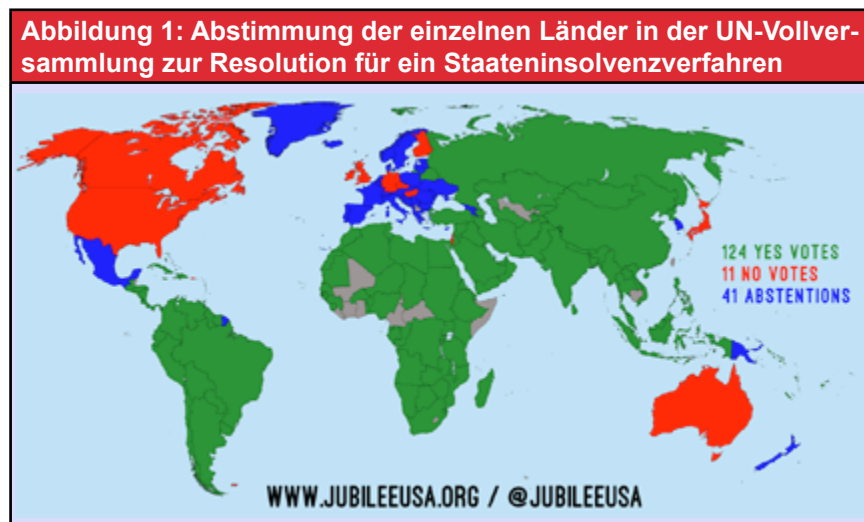 Abbildung 1: Abstimmung der einzelnen Länder in der UN-Vollver-
sammlung zur Resolution für ein Staateninsolvenzverfahren
124 YES VOTES
11 NO VOTES
41 ABSTENTIONS
WWW.JUBILEEUSA.ORG / @JUBILEEUSA